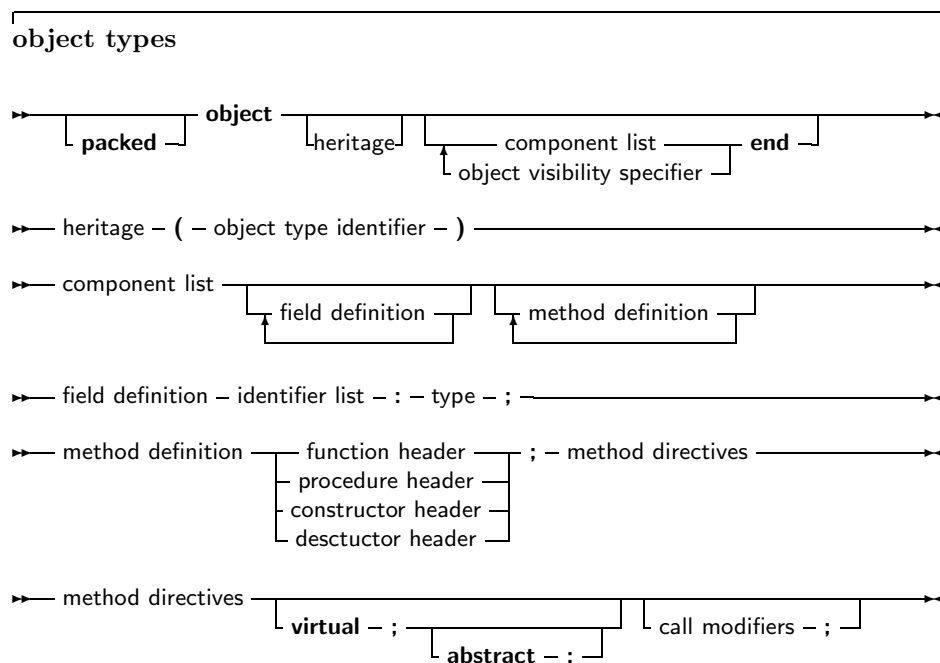 object types
packed object heritage component list end
object visibility specifier
heritage ( object type identifier )
component list field definition method definition
field definition identifier list : type ;
method definition function header ; method directives
procedure header
constructor header
desctuctor header
method directives virtual ; call modifiers ;
abstract :